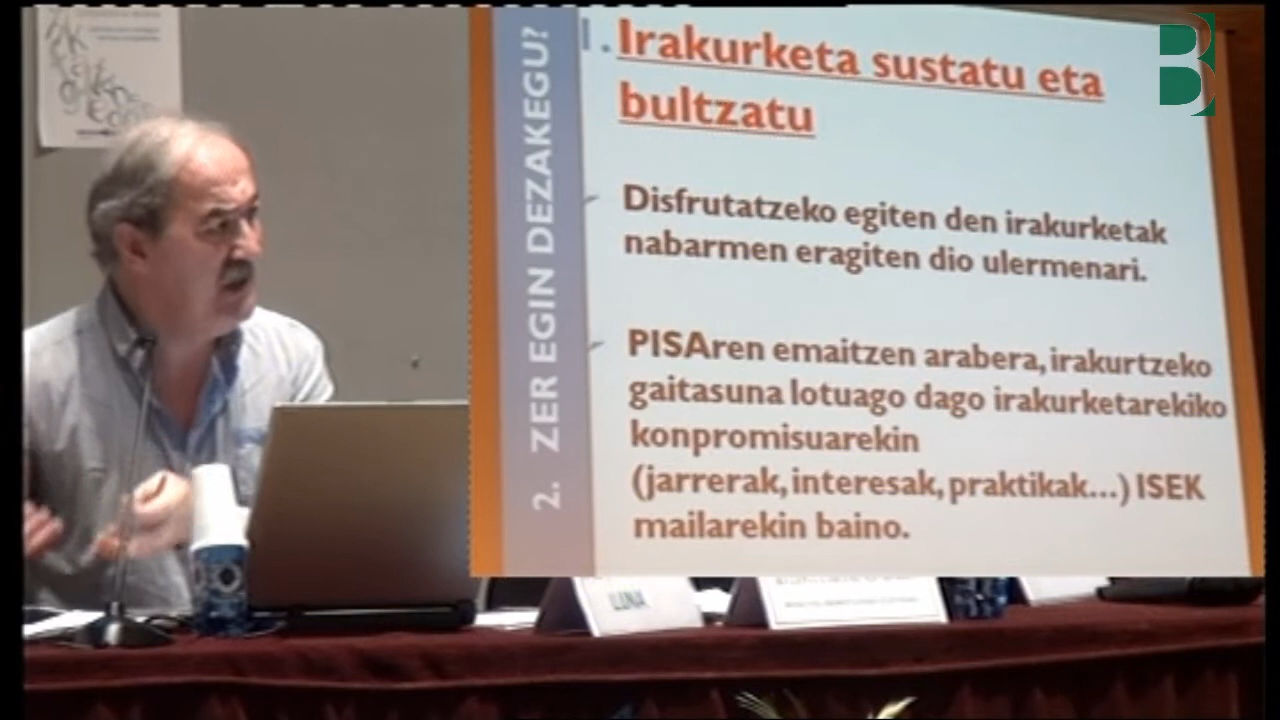 2. ZER EGIN DEZAKEGU?
1. Irakurketa sustatu eta
bultzatu
Disfrutatzeko egiten den irakurketak
nabarmen eragiten dio ulermenari.
PISAren emaitzen arabera, irakurtzeko
gaitasuna lotuago dago irakurketarekiko
konpromisuarekin
(jarrerak, interesak, praktikak...) ISEK
mailarekin baino.
B